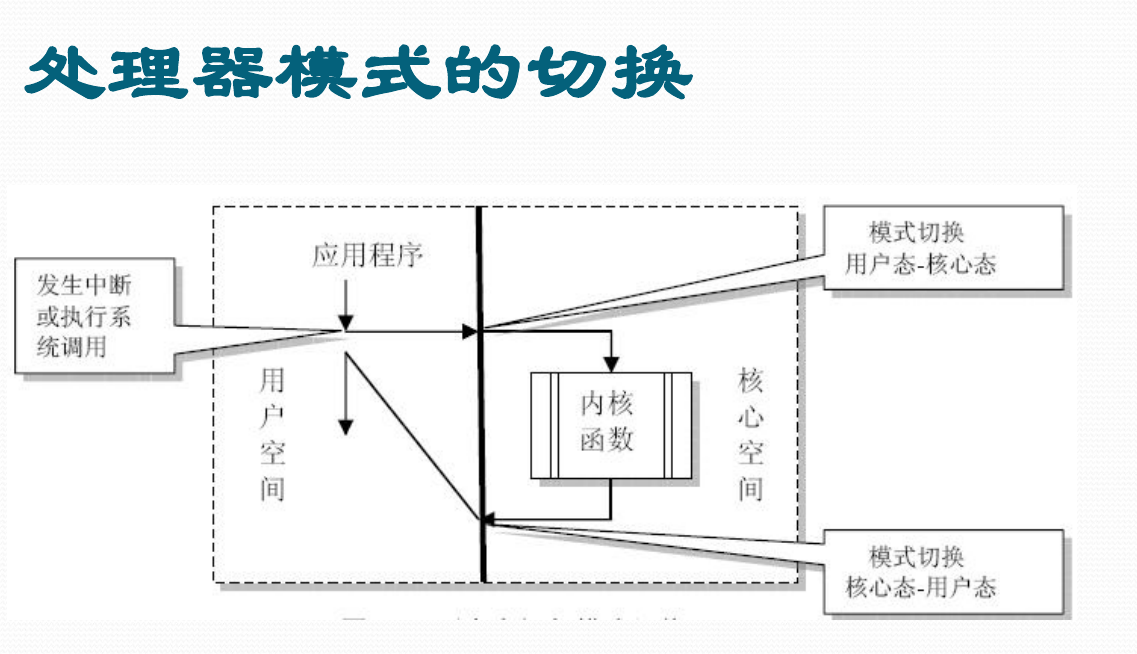 处理器模式的切换
应用程序
发生中断
或执行系
统调用
模式切换
用户态-核心态
用户空间
内核
函数
核心空间
模式切换
核心态-用户态